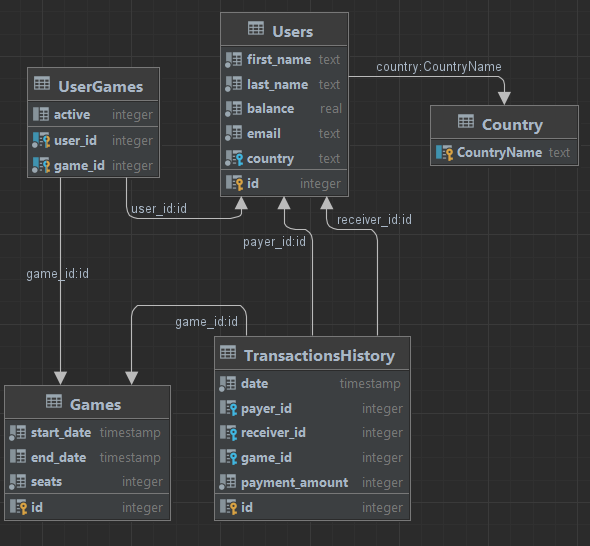 Users
first_name text
last_name text
balance real
email text
country text
id integer
country:CountryName
Country
CountryName text
UserGames
active integer
user_id integer
game_id integer
user_id:id
receiver_id:id
payer_id:id
game_id:id
game_id:id
TransactionsHistory
date timestamp
payer_id integer
receiver_id integer
game_id integer
payment_amount integer
id integer
Games
start_date timestamp
end_date timestamp
seats integer
id integer